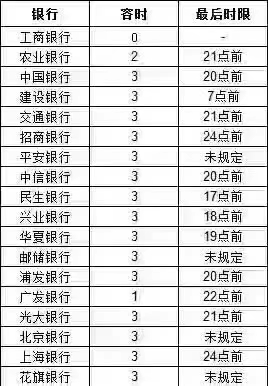 银行 容时 最后时限
工商银行 0 -
农业银行 2 21点前
中国银行 3 20点前
建设银行 3 7点前
交通银行 3 21点前
招商银行 3 24点前
平安银行 3 未规定
中信银行 3 20点前
民生银行 3 17点前
兴业银行 3 18点前
华夏银行 3 19点前
邮储银行 3 未规定
浦发银行 3 20点前
广发银行 1 22点前
光大银行 3 21点前
北京银行 3 未规定
上海银行 3 24点前
花旗银行 3 未规定